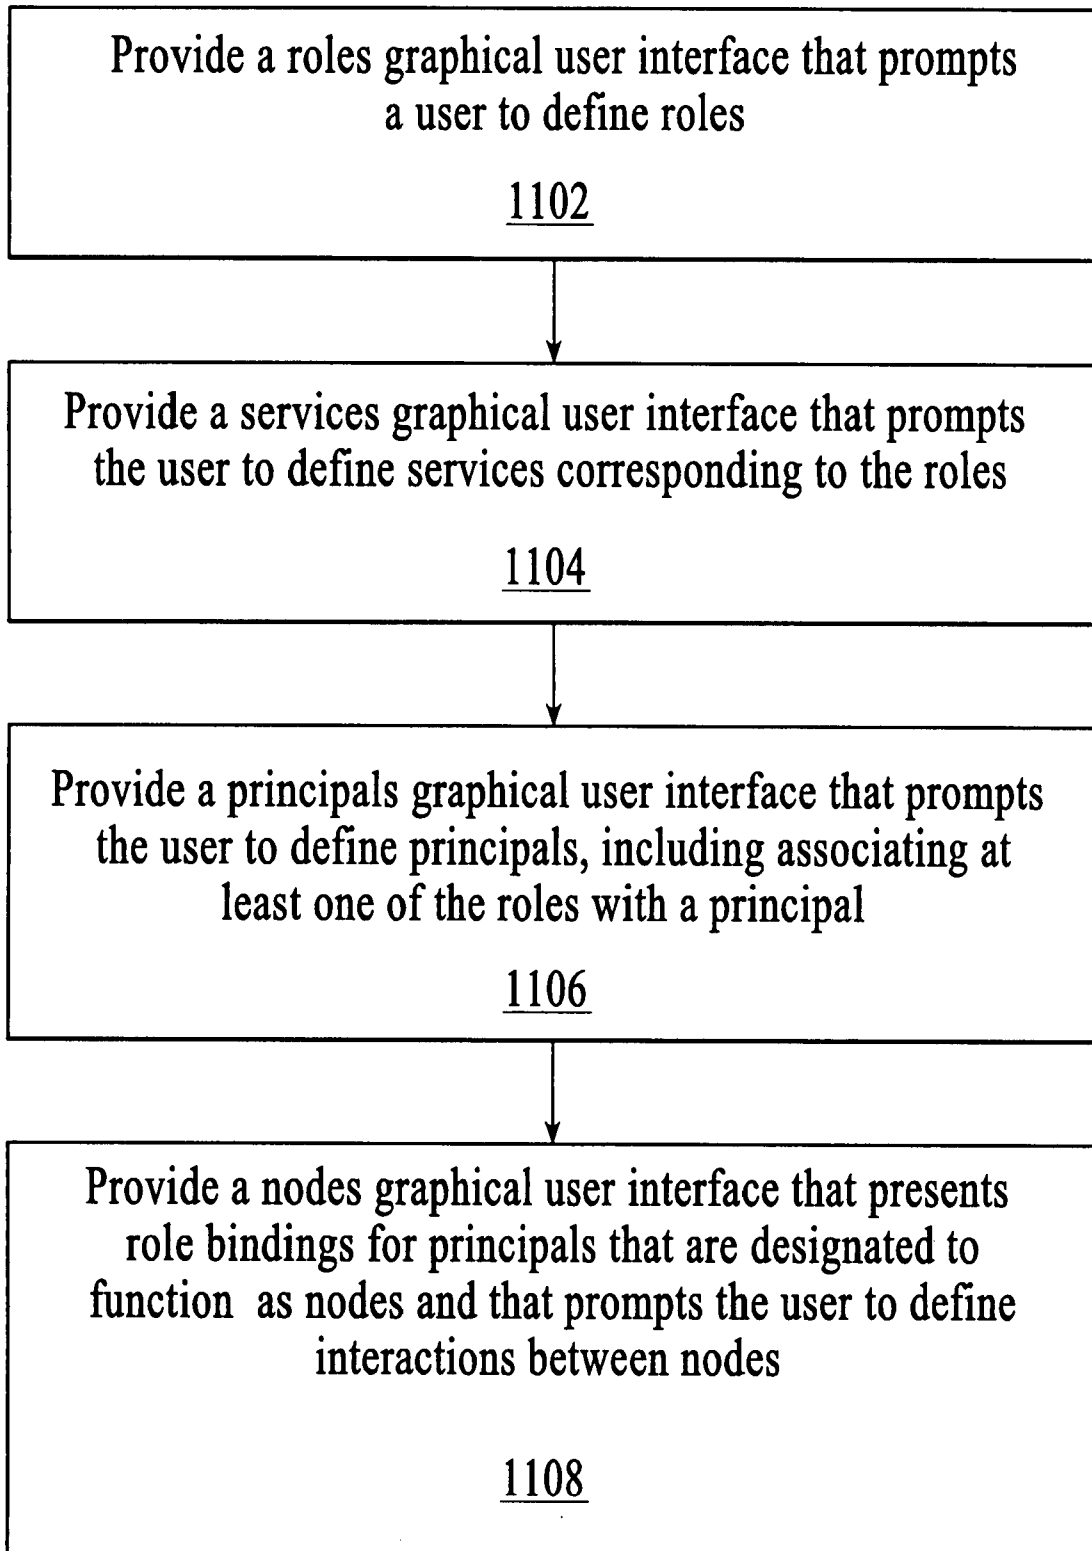 Provide a roles graphical user interface that prompts
a user to define roles
1102
Provide a services graphical user interface that prompts
the user to define services corresponding to the roles
1104
Provide a principals graphical user interface that prompts
the user to define principals, including associating at
least one of the roles with a principal
1106
Provide a nodes graphical user interface that presents
role bindings for principals that are designated to
function as nodes and that prompts the user to define
interactions between nodes
1108